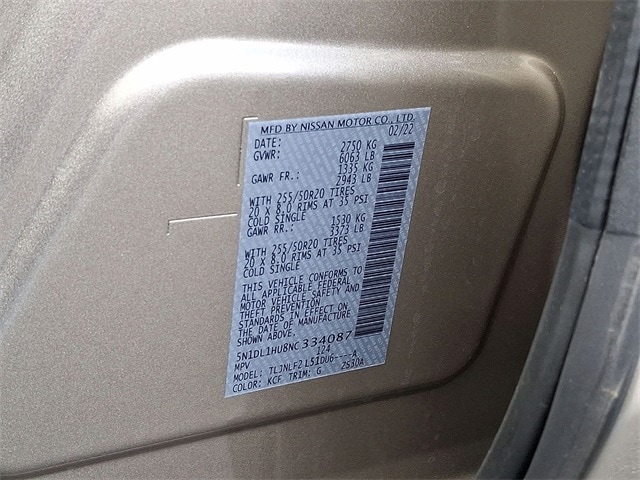 MFD BY NISSAN MOTOR CO., LTD.
DATE: 02/22
GVWR: 2750 KG
6063 LB
GAWR FR.: 1335 KG
2943 LB
WITH 255/50R20 TIRES
20 X 8.0 RIMS AT 35 PSI
COLD SINGLE
GAWR RR.: 1530 KG
3373 LB
WITH 255/50R20 TIRES
20 X 8.0 RIMS AT 35 PSI
COLD SINGLE
THIS VEHICLE CONFORMS TO
ALL APPLICABLE FEDERAL
MOTOR VEHICLE SAFETY AND
THEFT PREVENTION
STANDARDS IN EFFECT ON
THE DATE OF MANUFACTURE
SHOWN ABOVE.
5N1DL1HU8NC334087
MPV 124
MODEL: TLJNLF2 L51DU6----A
COLOR: KCF TRIM: G 2S30A